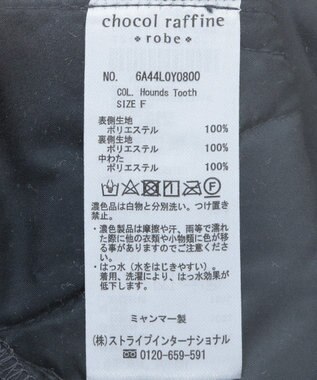 chocol raffine
・robe・
NO. 6A44L0Y0800
COL. Hounds Tooth
SIZE F
表側生地
ポリエステル 100%
裏側生地
ポリエステル 100%
中わた
ポリエステル 100%
濃色品は白物と分別洗い。つけ置き
禁止。
・濃色製品は摩擦や汗、雨等で濡れ
た際に他の衣類や小物類に色が移
る事がありますのでご注意くださ
い。
・はっ水（水をはじきやすい）。
着用、洗濯により、はっ水効果が
低下します。
ミャンマー製
(株)ストライプインターナショナル
0120-659-591